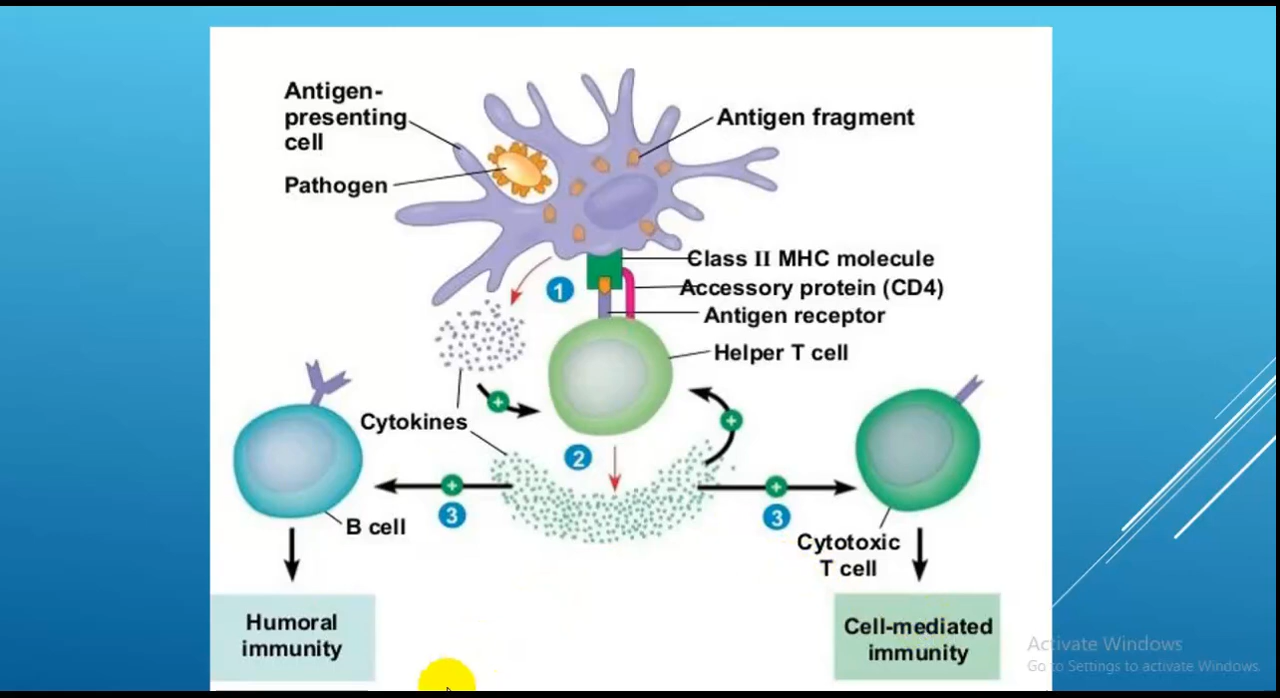 Antigen-
presenting
cell
Pathogen
Antigen fragment
Class II MHC molecule
Accessory protein (CD4)
Antigen receptor
Helper T cell
1
Cytokines
+
+
2
+
3
+
3
B cell
Cytotoxic
T cell
Humoral
immunity
Cell-mediated
immunity
Activate Windows
Go to Settings to activate Windows.